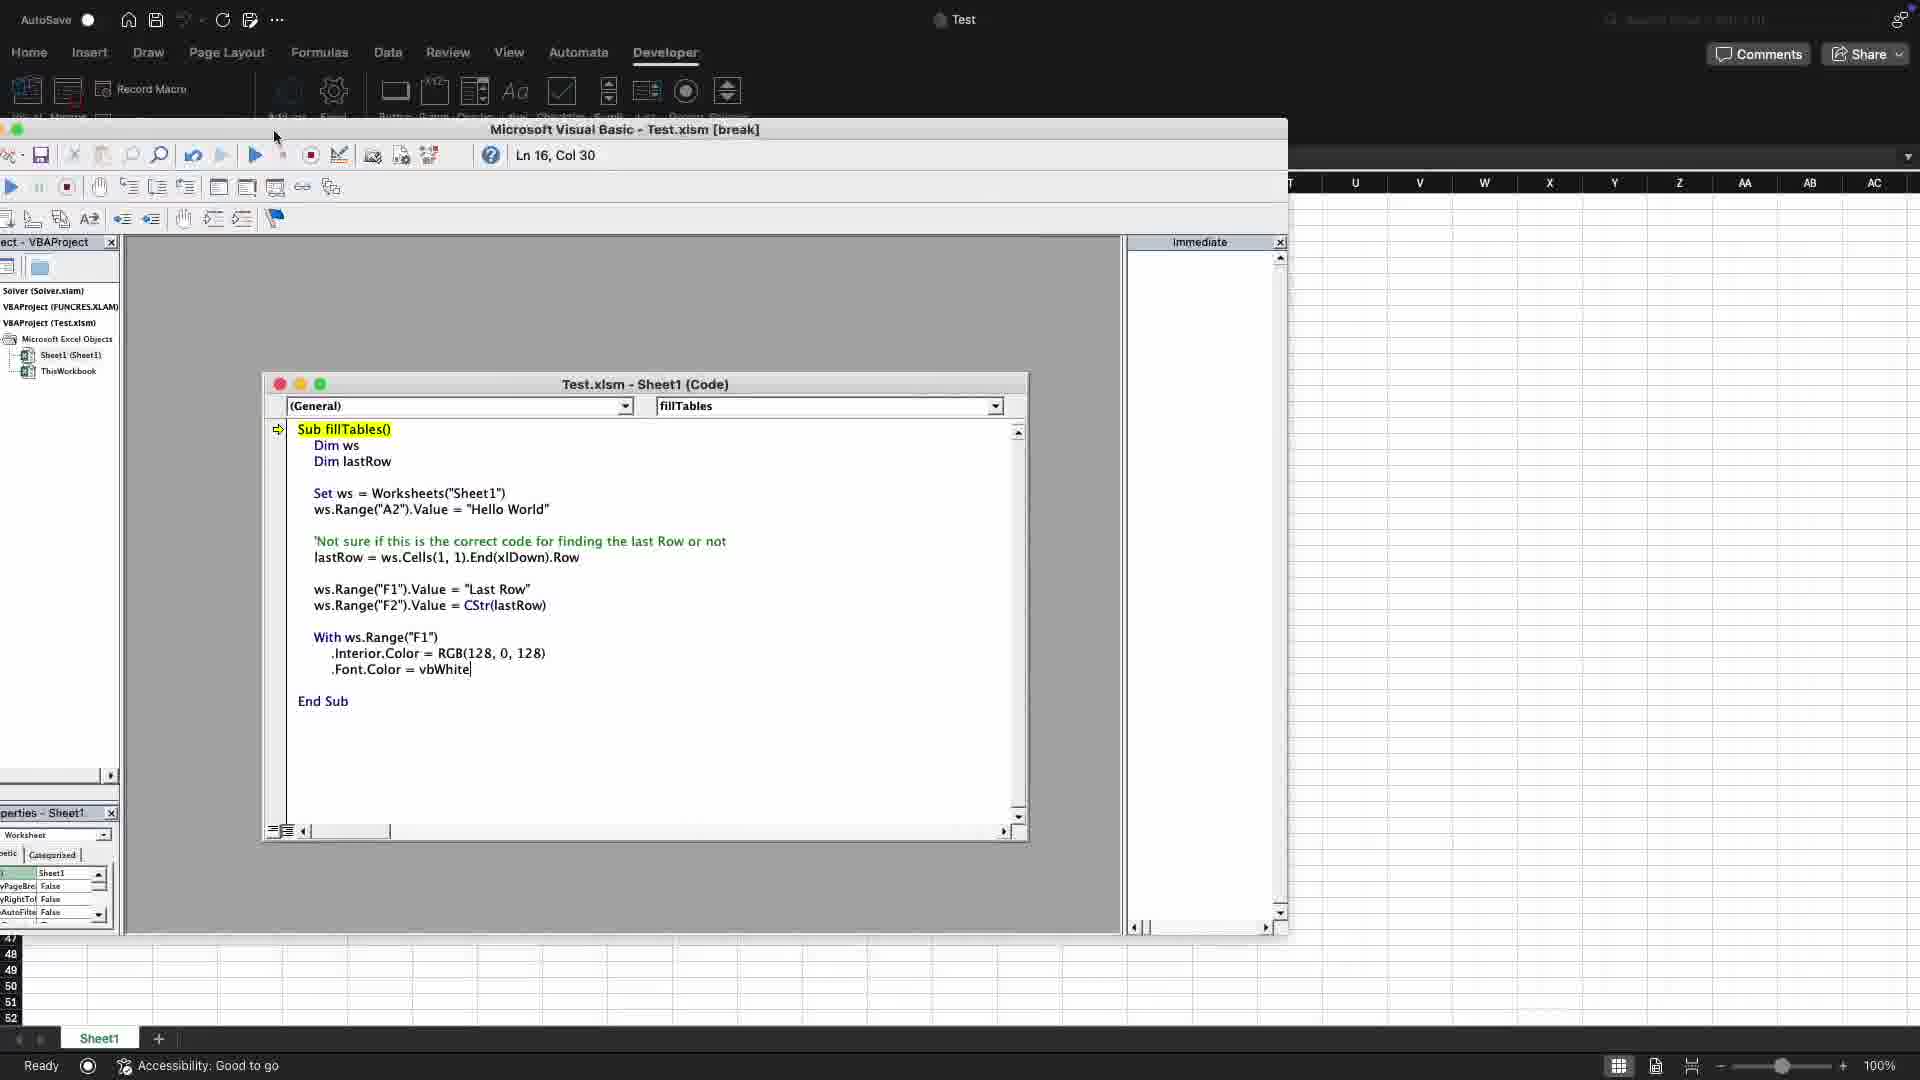 AutoSave
Test
Home Insert Draw Page Layout Formulas Data Review View Automate Developer
Comments Share
Record Macro
Microsoft Visual Basic - Test.xlsm [break]
Ln 16, Col 30
T U V W X Y Z AA AB AC
ect - VBAProject
Immediate
Solver (Solver.xlam)
VBAProject (FUNCRES.XLAM)
VBAProject (Test.xlsm)
Microsoft Excel Objects
Sheet1 (Sheet1)
ThisWorkbook
Test.xlsm - Sheet1 (Code)
(General) fillTables
Sub fillTables()
Dim ws
Dim lastRow
Set ws = Worksheets("Sheet1")
ws.Range("A2").Value = "Hello World"
'Not sure if this is the correct code for finding the last Row or not
lastRow = ws.Cells(1, 1).End(xlDown).Row
ws.Range("F1").Value = "Last Row"
ws.Range("F2").Value = CStr(lastRow)
With ws.Range("F1")
.Interior.Color = RGB(128, 0, 128)
.Font.Color = vbWhite
End Sub
perties - Sheet1
Worksheet
betic Categorized
) Sheet1
yPageBrea False
yRightToL False
AutoFilte False
47
48
49
50
51
52
Sheet1
Ready Accessibility: Good to go 100%